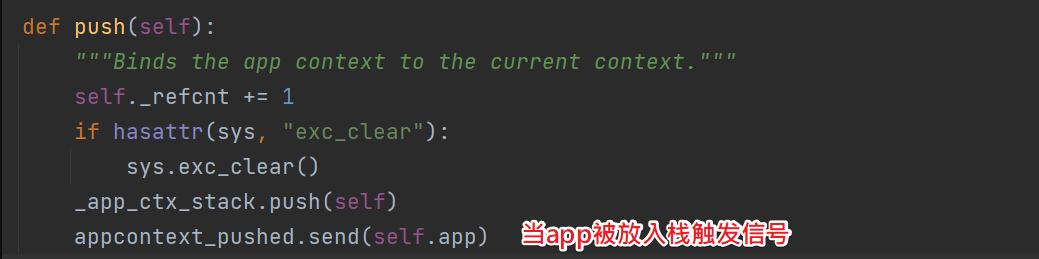 def push(self):
"""Binds the app context to the current context."""
self._refcnt += 1
if hasattr(sys, "exc_clear"):
sys.exc_clear()
_app_ctx_stack.push(self)
appcontext_pushed.send(self.app) 当app被放入栈触发信号